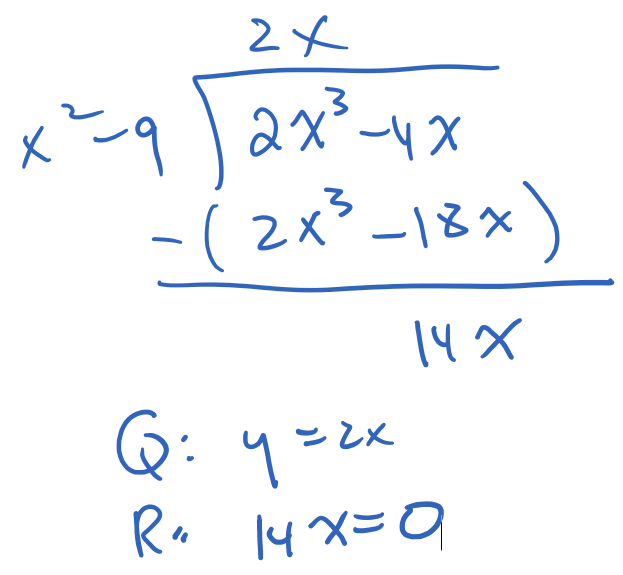 2x
x²-9 2x³-4x
-(2x³-18x)
14x
Q: y=2x
R: 14x=0